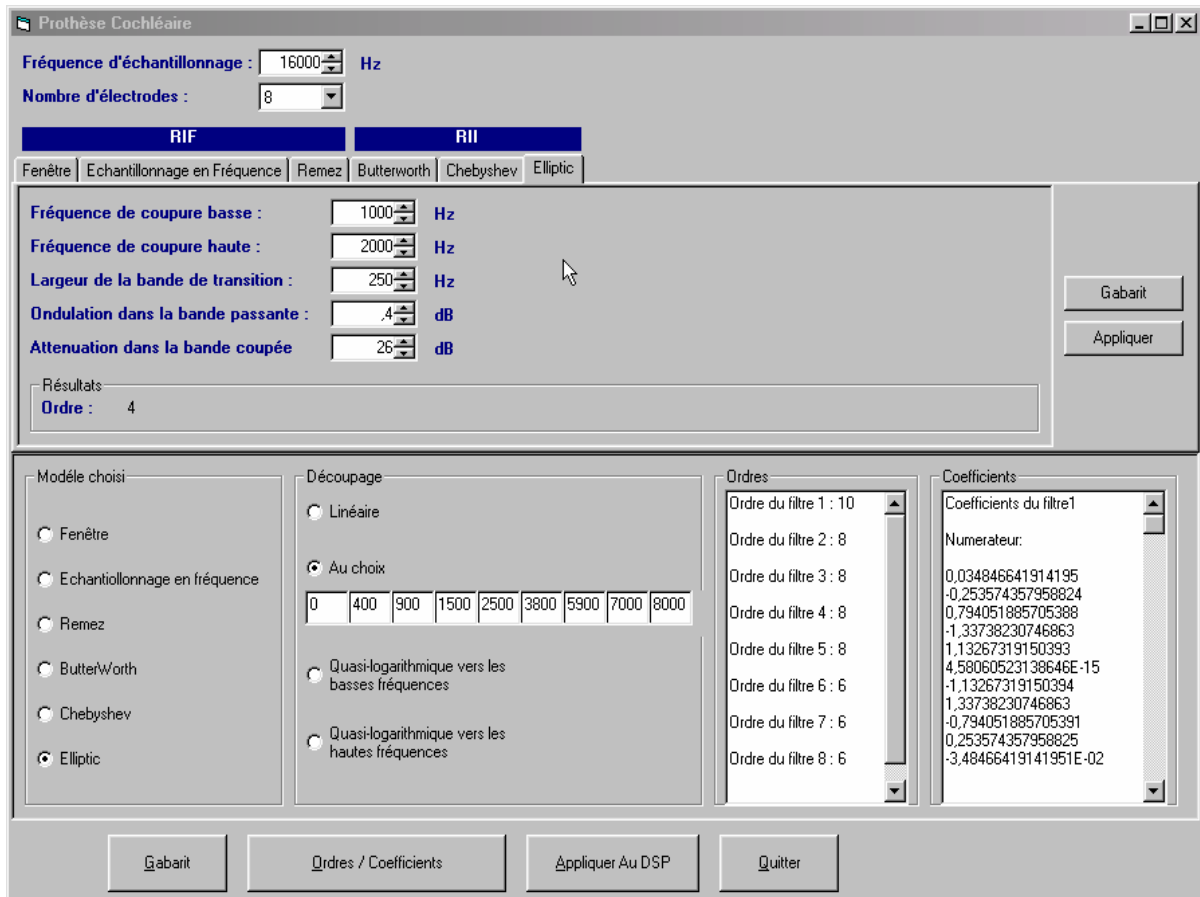 Prothèse Cochléaire
Fréquence d'échantillonnage : 16000 Hz
Nombre d'électrodes : 8
RIF RII
Fenêtre Echantillonnage en Fréquence Remez Butterworth Chebyshev Elliptic
Fréquence de coupure basse : 1000 Hz
Fréquence de coupure haute : 2000 Hz
Largeur de la bande de transition : 250 Hz
Ondulation dans la bande passante : ,4 dB
Attenuation dans la bande coupée 26 dB
Gabarit
Appliquer
Résultats
Ordre : 4
Modéle choisi
Fenêtre
Echantiollonnage en fréquence
Remez
ButterWorth
Chebyshev
Elliptic
Découpage
Linéaire
Au choix
0 400 900 1500 2500 3800 5900 7000 8000
Quasi-logarithmique vers les
basses fréquences
Quasi-logarithmique vers les
hautes fréquences
Ordres
Ordre du filtre 1 : 10
Ordre du filtre 2 : 8
Ordre du filtre 3 : 8
Ordre du filtre 4 : 8
Ordre du filtre 5 : 8
Ordre du filtre 6 : 6
Ordre du filtre 7 : 6
Ordre du filtre 8 : 6
Coefficients
Coefficients du filtre1
Numerateur:
0,034846641914195
-0,253574357958824
0,794051885705388
-1,33738230746863
1,13267319150393
4,58060523138646E-15
-1,13267319150394
1,33738230746863
-0,794051885705391
0,253574357958825
-3,48466419141951E-02
Gabarit Ordres / Coefficients Appliquer Au DSP Quitter